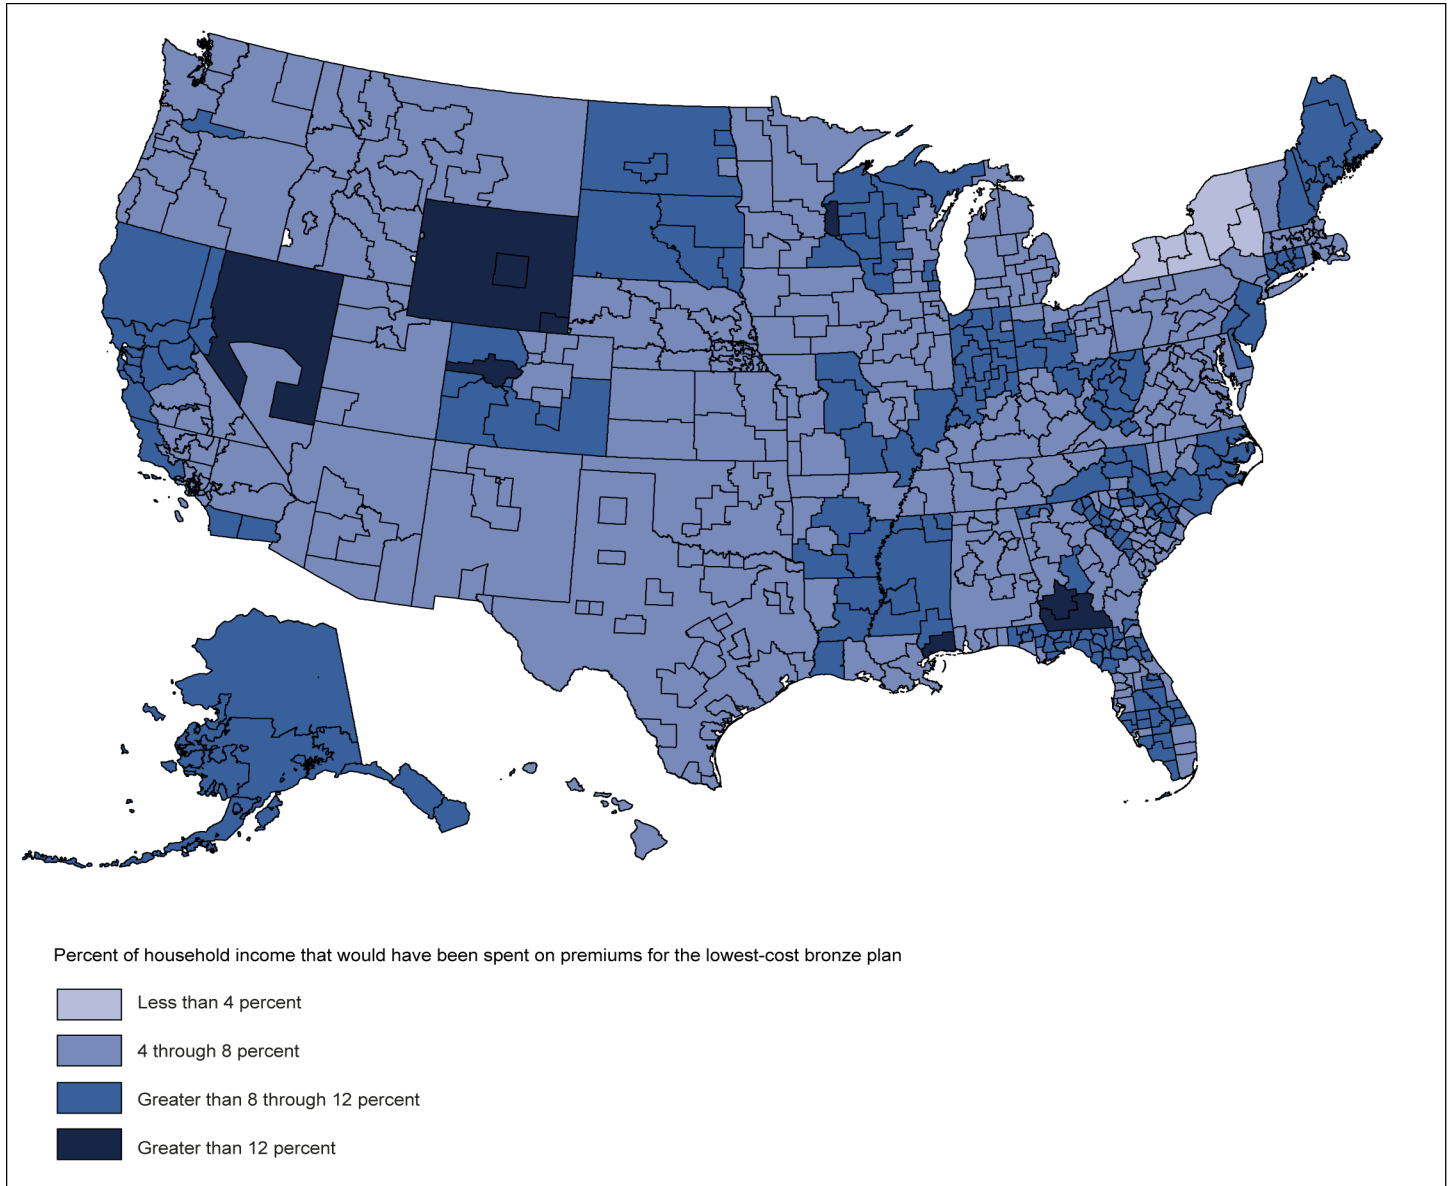 Percent of household income that would have been spent on premiums for the lowest-cost bronze plan
Less than 4 percent
4 through 8 percent
Greater than 8 through 12 percent
Greater than 12 percent